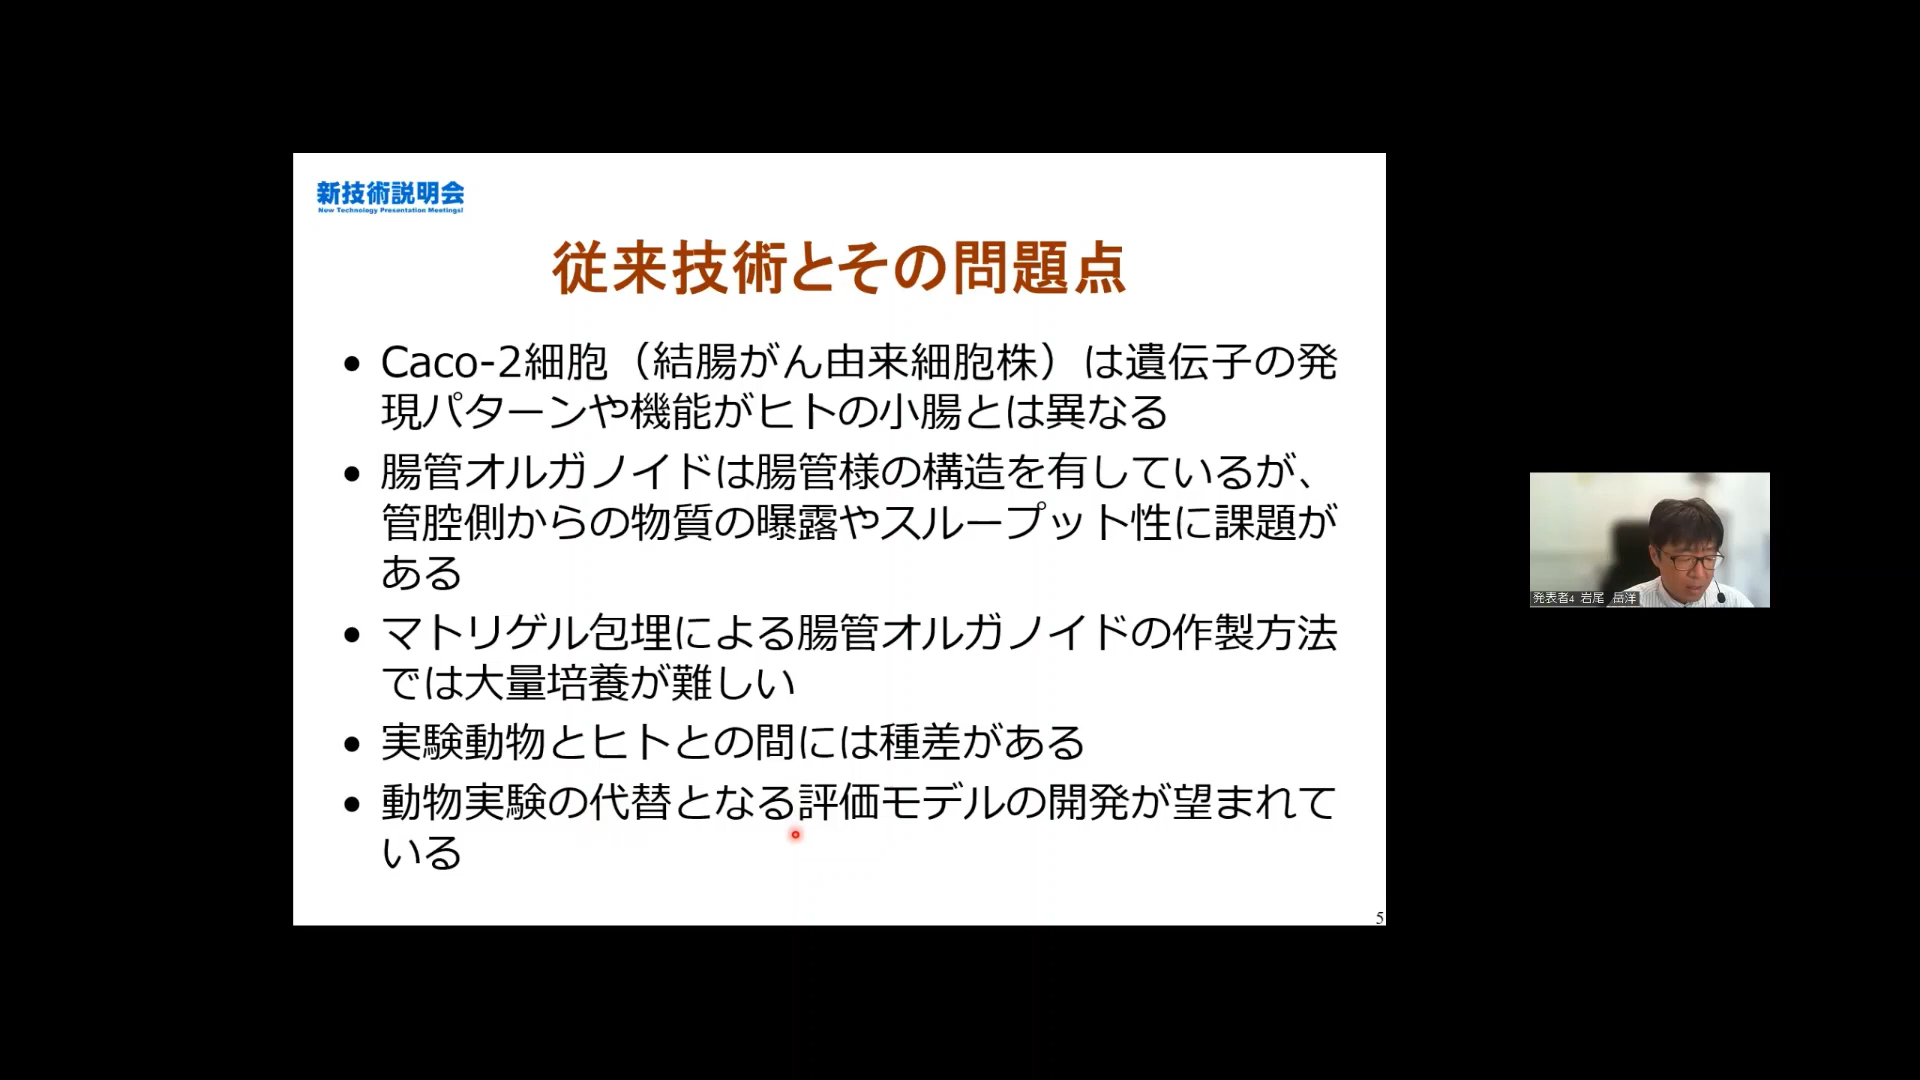 新技術説明会
New Technology Presentation Meetings!
従来技術とその問題点
• Caco-2細胞（結腸がん由来細胞株）は遺伝子の発
現パターンや機能がヒトの小腸とは異なる
• 腸管オルガノイドは腸管様の構造を有しているが、
管腔側からの物質の曝露やスループット性に課題が
ある
• マトリゲル包埋による腸管オルガノイドの作製方法
では大量培養が難しい
• 実験動物とヒトとの間には種差がある
• 動物実験の代替となる評価モデルの開発が望まれて
いる
5
発表者4 岩尾 岳洋